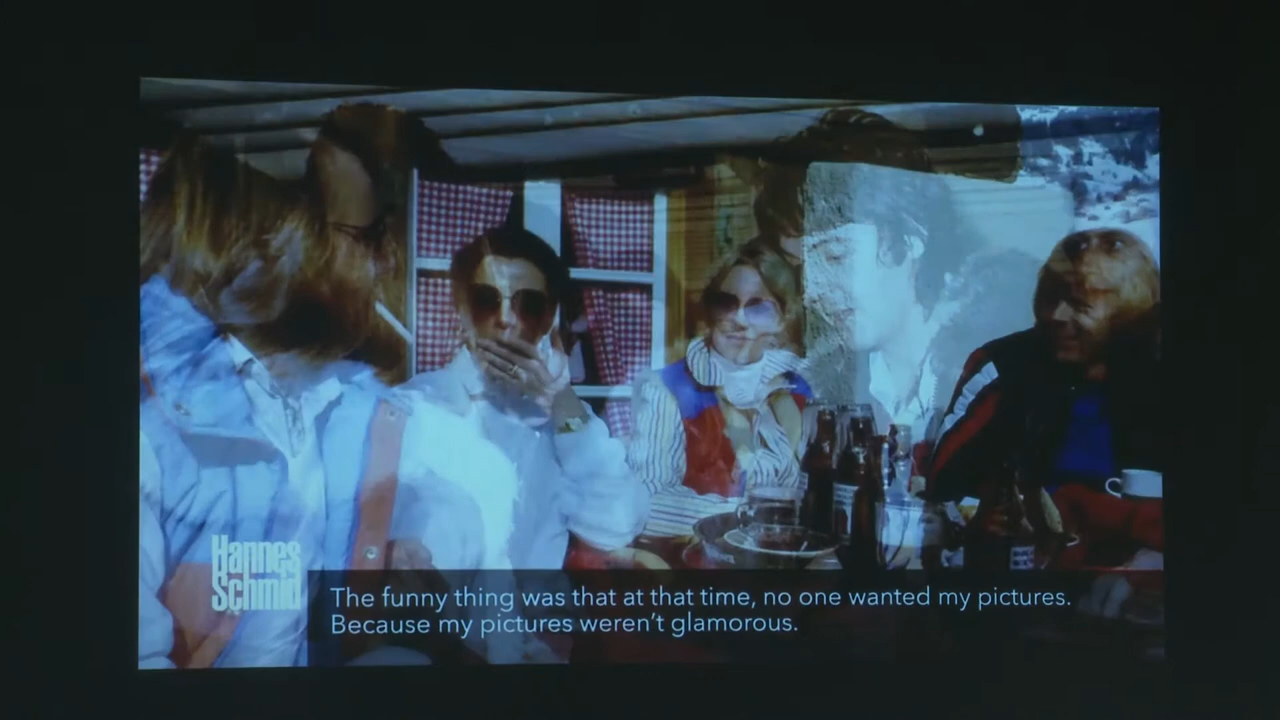 Hannes
Schmid
The funny thing was that at that time, no one wanted my pictures.
Because my pictures weren't glamorous.